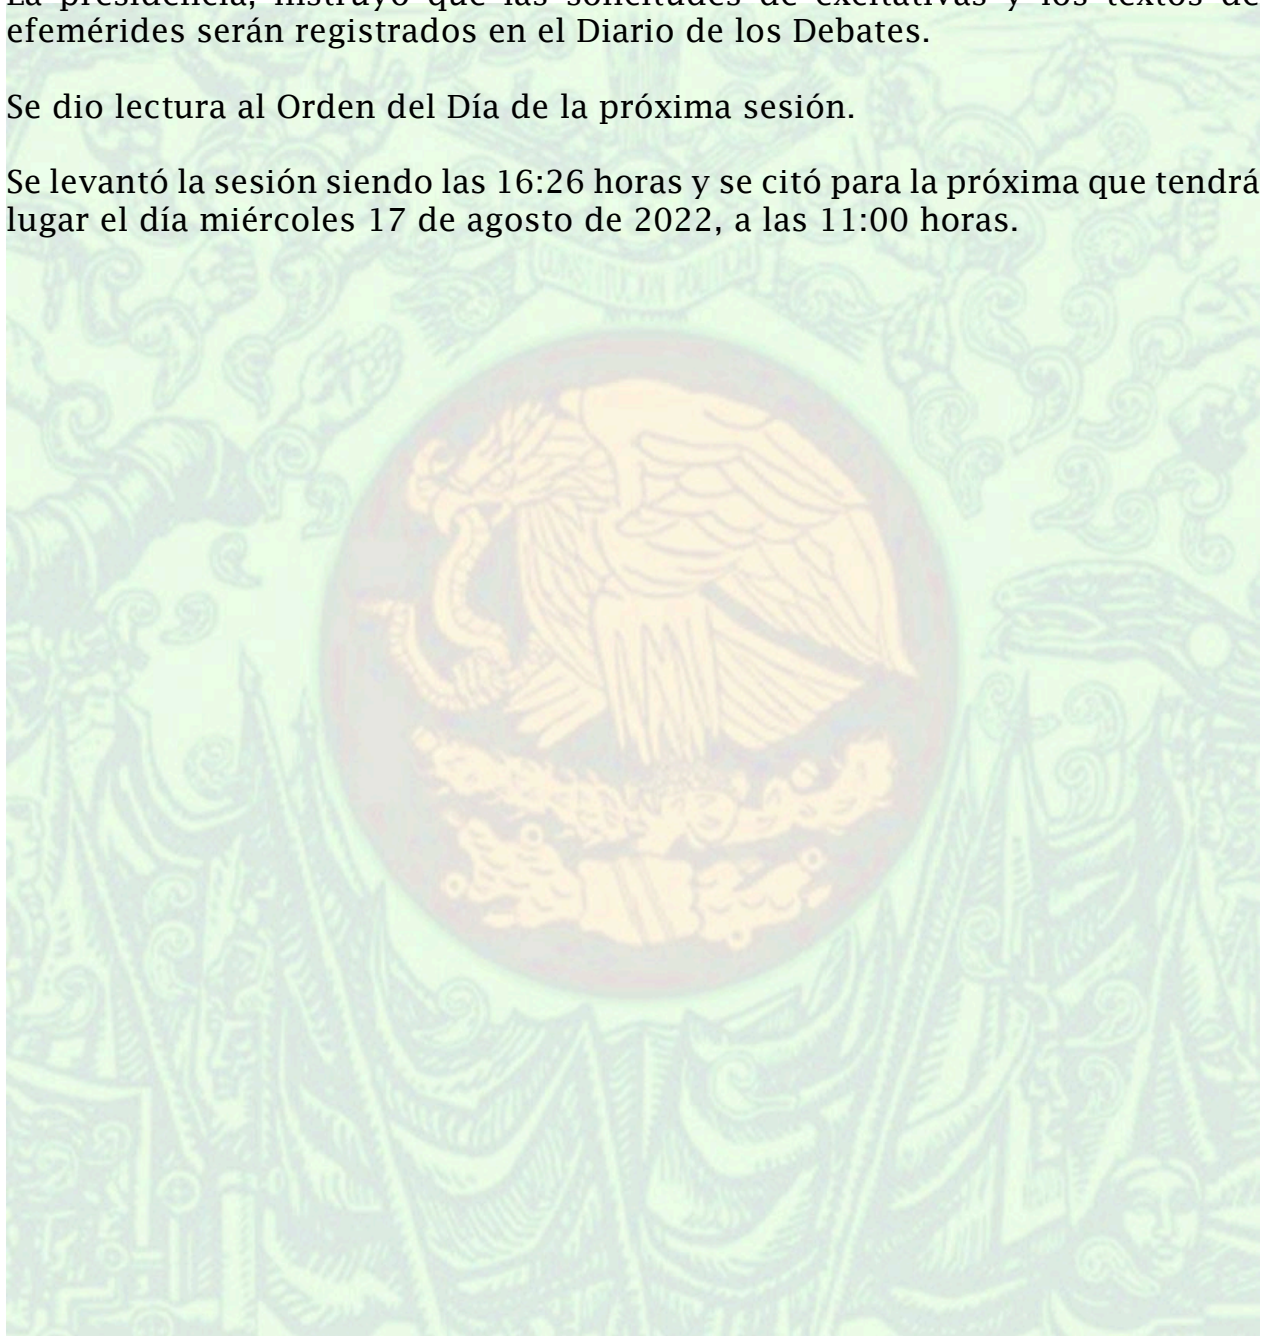 La presidencia, instruyó que las solicitudes de excitativas y los textos de
efemérides serán registrados en el Diario de los Debates.
Se dio lectura al Orden del Día de la próxima sesión.
Se levantó la sesión siendo las 16:26 horas y se citó para la próxima que tendrá
lugar el día miércoles 17 de agosto de 2022, a las 11:00 horas.